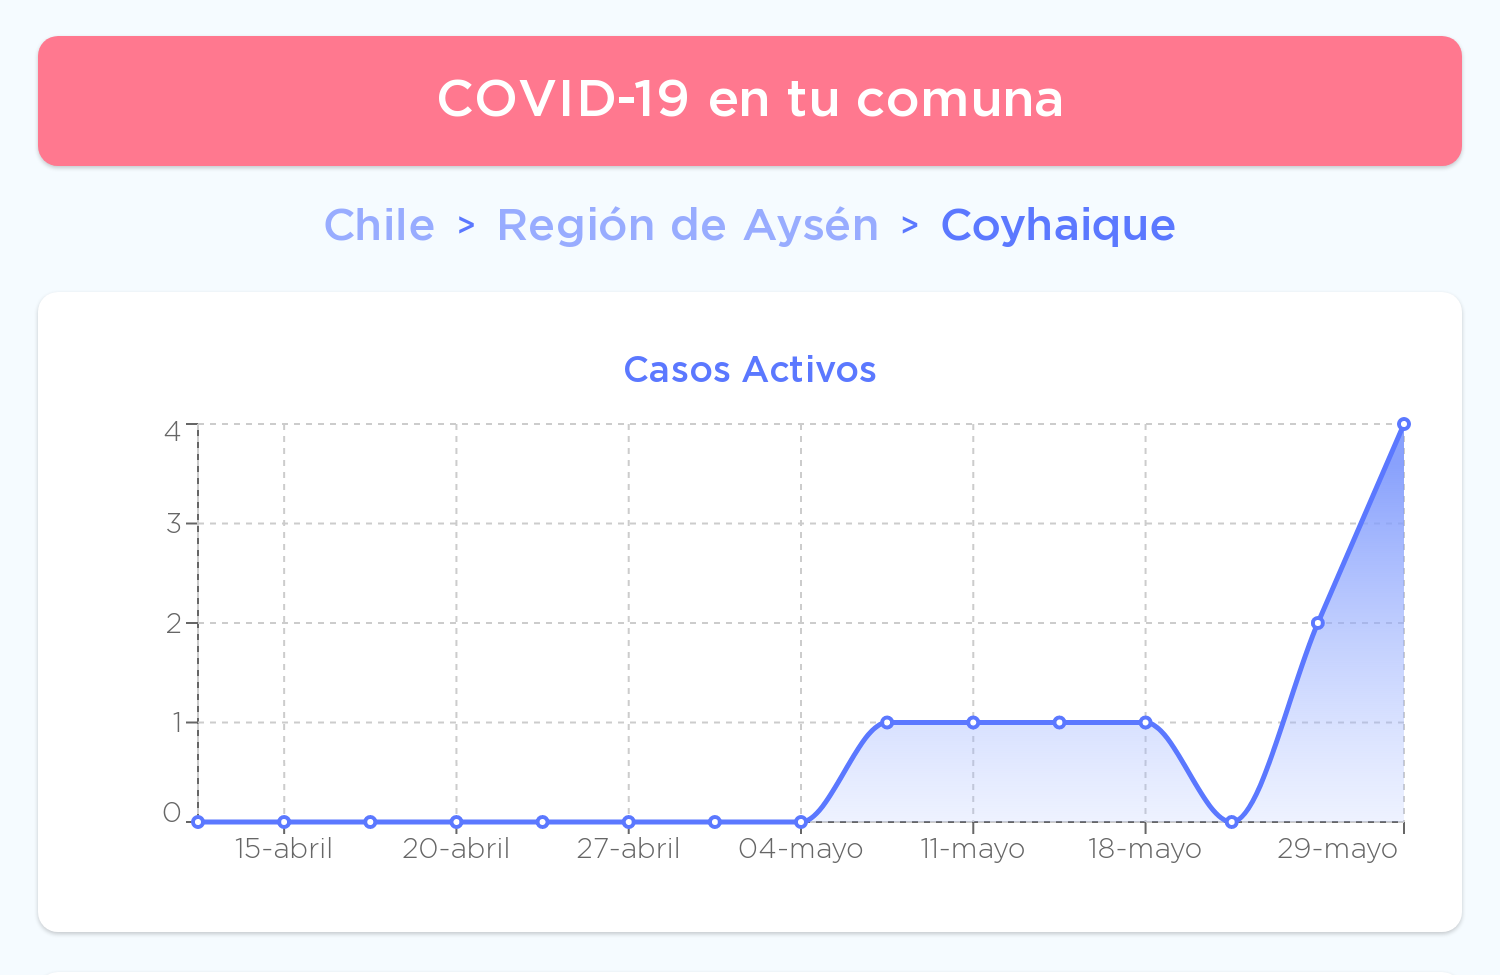 COVID-19 en tu comuna
Chile > Región de Aysén > Coyhaique
Casos Activos
4
3
2
1
0
15-abril 20-abril 27-abril 04-mayo 11-mayo 18-mayo 29-mayo